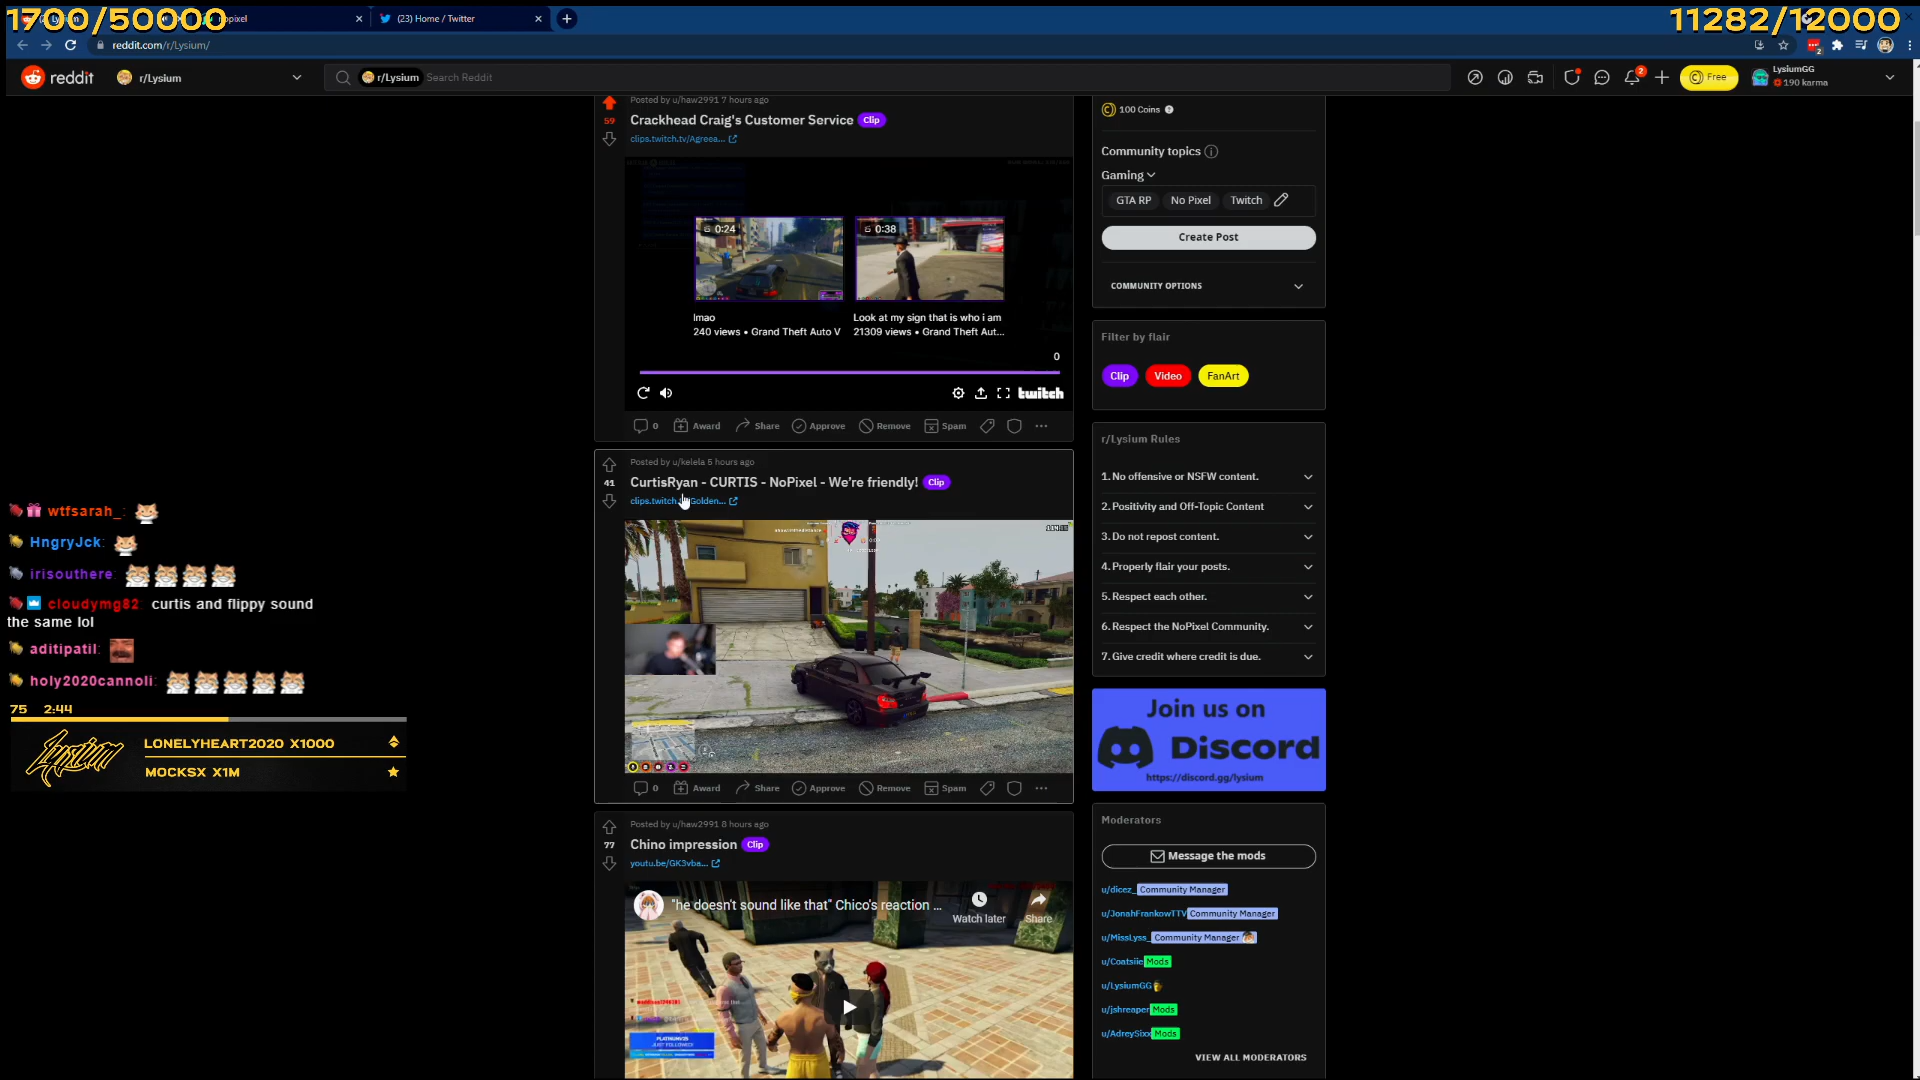 1700/50000
11282/12000
nopixel
(23) Home / Twitter
reddit.com/r/Lysium/
reddit
r/Lysium
r/Lysium
Search Reddit
2
Free
LysiumGG
190 karma
Posted by u/haw2991 7 hours ago
59
Crackhead Craig's Customer Service
Clip
clips.twitch.tv/Agreea...
0:24
0:38
lmao
240 views • Grand Theft Auto V
Look at my sign that is who i am
21309 views • Grand Theft Aut...
0
twitch
0
Award
Share
Approve
Remove
Spam
Posted by u/kelela 5 hours ago
41
CurtisRyan - CURTIS - NoPixel - We're friendly!
Clip
clips.twitch.
Golden...
0
Award
Share
Approve
Remove
Spam
Posted by u/haw2991 8 hours ago
77
Chino impression
Clip
youtu.be/GK3vba...
"he doesn't sound like that" Chico's reaction ...
Watch later
Share
PLATINUMV25
JUST FOLLOWED!
100 Coins
Community topics
Gaming
GTA RP
No Pixel
Twitch
Create Post
COMMUNITY OPTIONS
Filter by flair
Clip
Video
FanArt
r/Lysium Rules
1. No offensive or NSFW content.
2. Positivity and Off-Topic Content
3. Do not repost content.
4. Properly flair your posts.
5. Respect each other.
6. Respect the NoPixel Community.
7. Give credit where credit is due.
Join us on
Discord
https://discord.gg/lysium
Moderators
Message the mods
u/dicez_ Community Manager
u/JonahFrankowTTV Community Manager
u/MissLyss_ Community Manager
u/Coatsiie Mods
u/LysiumGG
u/jshreaper Mods
u/AdreySixx Mods
VIEW ALL MODERATORS
wtfsarah_:
HngryJck:
irisouthere:
cloudymg82: curtis and flippy sound
the same lol
aditipatil:
holy2020cannoli:
75 2:44
Lysium
LONELYHEART2020 X1000
MOCKSX X1M